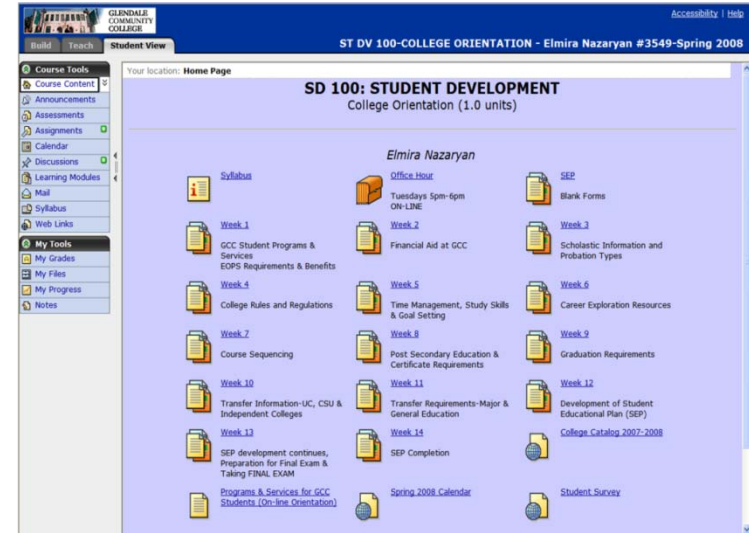 GLENDALE
COMMUNITY
COLLEGE
Accessibility | Help
Build
Teach
Student View
ST DV 100-COLLEGE ORIENTATION - Elmira Nazaryan #3549-Spring 2008
Course Tools
Course Content
Announcements
Assessments
Assignments
Calendar
Discussions
Learning Modules
Mail
Syllabus
Web Links
My Tools
My Grades
My Files
My Progress
Notes
Your location: Home Page
SD 100: STUDENT DEVELOPMENT
College Orientation (1.0 units)
Elmira Nazaryan
Syllabus
Office Hour
Tuesdays 5pm-6pm
ON-LINE
SEP
Blank Forms
Week 1
GCC Student Programs &
Services
EOPS Requirements & Benefits
Week 2
Financial Aid at GCC
Week 3
Scholastic Information and
Probation Types
Week 4
College Rules and Regulations
Week 5
Time Management, Study Skills
& Goal Setting
Week 6
Career Exploration Resources
Week 7
Course Sequencing
Week 8
Post Secondary Education &
Certificate Requirements
Week 9
Graduation Requirements
Week 10
Transfer Information-UC, CSU &
Independent Colleges
Week 11
Transfer Requirements-Major &
General Education
Week 12
Development of Student
Educational Plan (SEP)
Week 13
SEP development continues,
Preparation for Final Exam &
Taking FINAL EXAM
Week 14
SEP Completion
College Catalog 2007-2008
Programs & Services for GCC
Students (On-line Orientation)
Spring 2008 Calendar
Student Survey